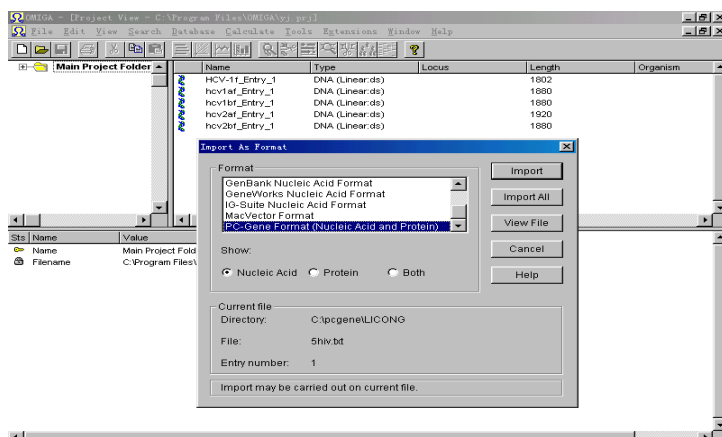 OMIGA - [Project View - C:\Program Files\OMIGA\yj.prj]
File Edit View Search Database Calculate Tools Extensions Window Help
Main Project Folder
Name Type Locus Length Organism
HCV-1f_Entry_1 DNA (Linear:ds) 1802
hcv1af_Entry_1 DNA (Linear:ds) 1880
hcv1bf_Entry_1 DNA (Linear:ds) 1880
hcv2af_Entry_1 DNA (Linear:ds) 1920
hcv2bf_Entry_1 DNA (Linear:ds) 1880
Import As Format
Format
GenBank Nucleic Acid Format
GeneWorks Nucleic Acid Format
IG-Suite Nucleic Acid Format
MacVector Format
PC-Gene Format (Nucleic Acid and Protein)
Import
Import All
View File
Cancel
Help
Show:
Nucleic Acid Protein Both
Current file
Directory: C:\pcgene\LICONG
File: 5hiv.txt
Entry number: 1
Import may be carried out on current file.
Sts Name Value
Name Main Project Fold
Filename C:\Program Files\